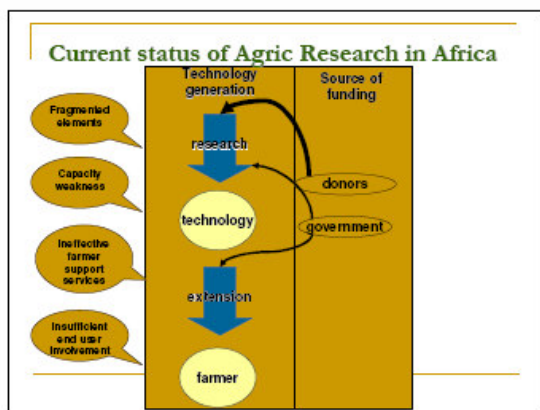 Current status of Agric Research in Africa
Technology
generation
Source of
funding
Fragmented
elements
research
Capacity
weakness
donors
technology
government
Ineffective
farmer
support
services
extension
Insufficient
end user
involvement
farmer